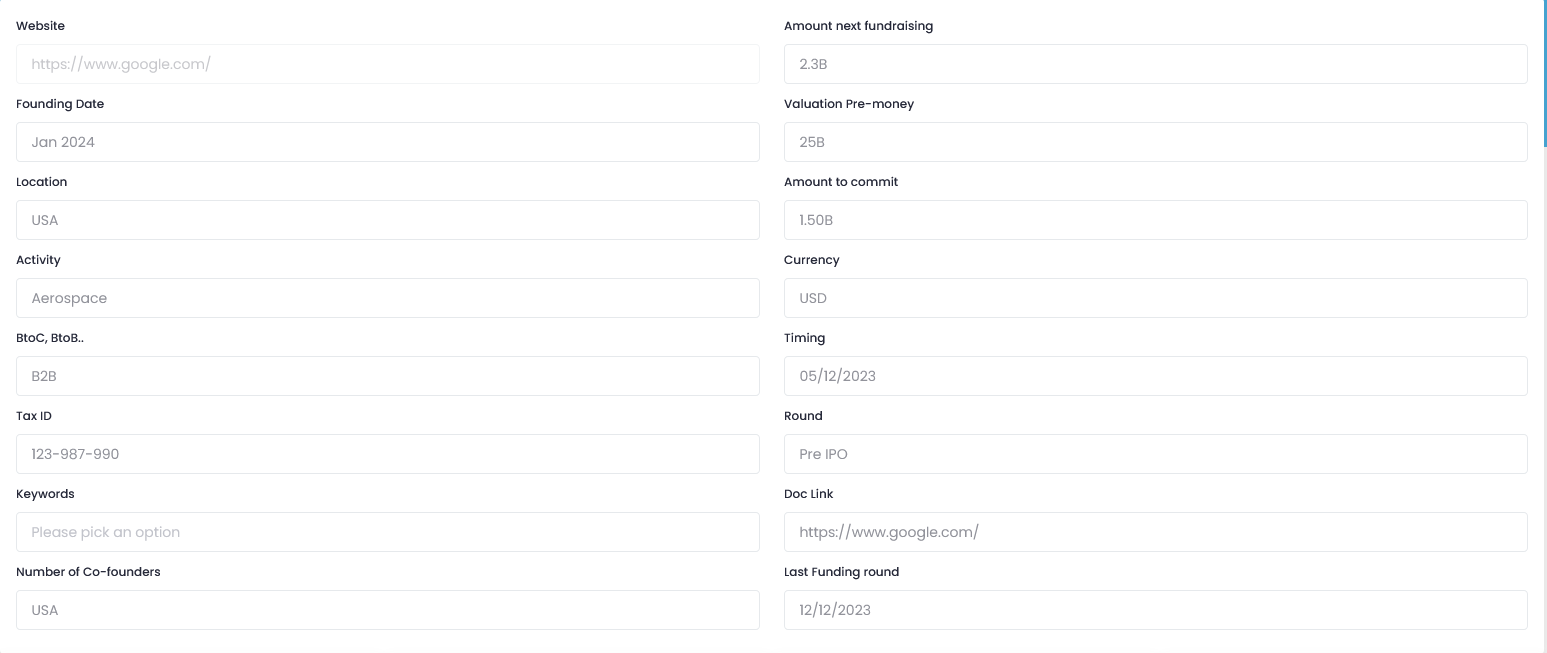 Website
https://www.google.com/
Founding Date
Jan 2024
Location
USA
Activity
Aerospace
BtoC, BtoB..
B2B
Tax ID
123-987-990
Keywords
Please pick an option
Number of Co-founders
USA
Amount next fundraising
2.3B
Valuation Pre-money
25B
Amount to commit
1.50B
Currency
USD
Timing
05/12/2023
Round
Pre IPO
Doc Link
https://www.google.com/
Last Funding round
12/12/2023